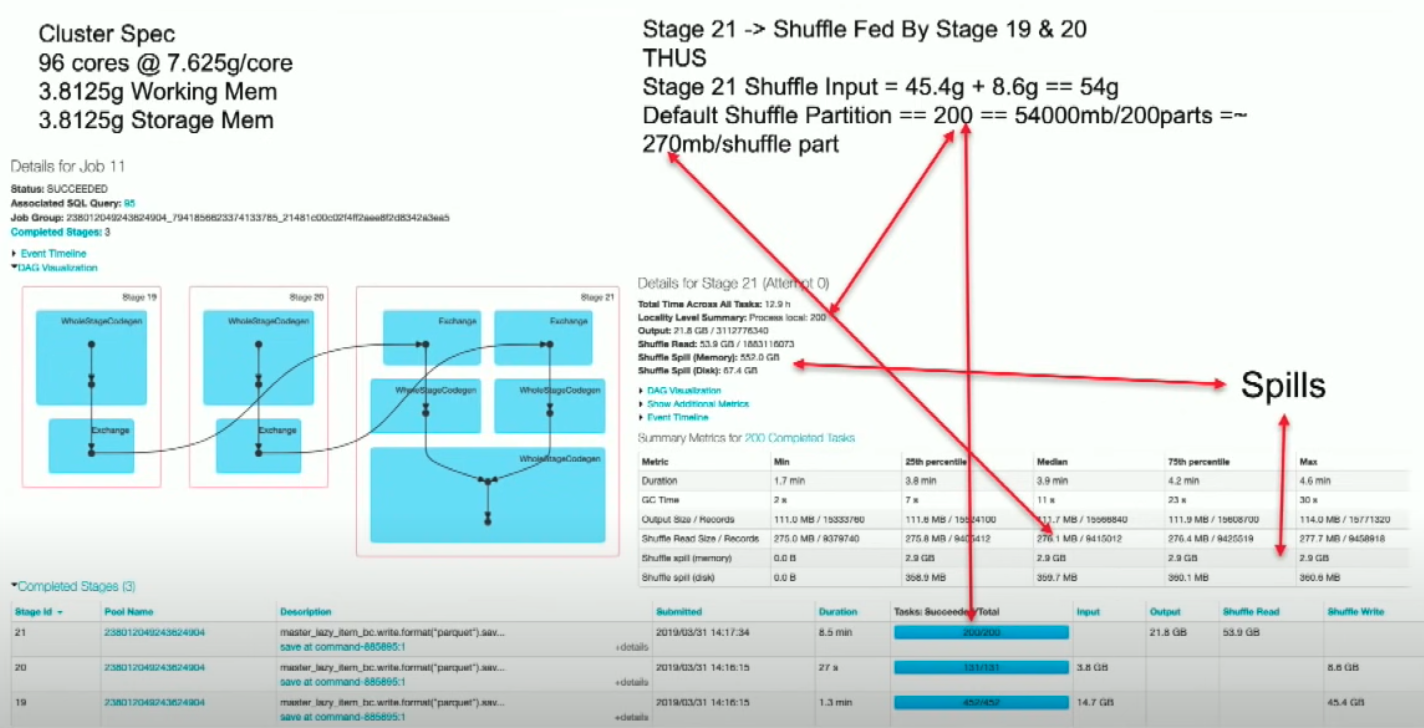 Cluster Spec
96 cores @ 7.625g/core
3.8125g Working Mem
3.8125g Storage Mem
Stage 21 -> Shuffle Fed By Stage 19 & 20
THUS
Stage 21 Shuffle Input = 45.4g + 8.6g == 54g
Default Shuffle Partition == 200 == 54000mb/200parts =~
270mb/shuffle part
Details for Job 11
Status: SUCCEEDED
Associated SQL Query: 95
Job Group: 238012049243624904_7941856623374133785_21481c00c02f4ff2aee8f2d8342a3ea5
Completed Stages: 3
Event Timeline
DAG Visualization
Stage 19
WholeStageCodegen
Exchange
Stage 20
WholeStageCodegen
Exchange
Stage 21
Exchange
Exchange
WholeStageCodegen
WholeStageCodegen
WholeStageCodegen
Details for Stage 21 (Attempt 0)
Total Time Across All Tasks: 12.9 h
Locality Level Summary: Process local: 200
Output: 21.8 GB / 3112776340
Shuffle Read: 53.9 GB / 1883116073
Shuffle Spill (Memory): 552.0 GB
Shuffle Spill (Disk): 67.4 GB
DAG Visualization
Show Additional Metrics
Event Timeline
Spills
Summary Metrics for 200 Completed Tasks
Metric Min 25th percentile Median 75th percentile Max
Duration 1.7 min 3.8 min 3.9 min 4.2 min 4.6 min
GC Time 2 s 7 s 11 s 23 s 30 s
Output Size / Records 111.0 MB / 15333760 111.6 MB / 15524100 111.7 MB / 15566840 111.9 MB / 15608700 114.0 MB / 15771320
Shuffle Read Size / Records 275.0 MB / 9379740 275.8 MB / 9405412 276.1 MB / 9415012 276.4 MB / 9425519 277.7 MB / 9458918
Shuffle spill (memory) 0.0 B 2.9 GB 2.9 GB 2.9 GB 2.9 GB
Shuffle spill (disk) 0.0 B 358.9 MB 359.7 MB 360.1 MB 360.6 MB
Completed Stages (3)
Stage Id Pool Name Description Submitted Duration Tasks: Succeeded/Total Input Output Shuffle Read Shuffle Write
21 238012049243624904 master_lazy_item_bc.write.format("parquet").sav... 2019/03/31 14:17:34 8.5 min 200/200 21.8 GB 53.9 GB
save at command-885895:1 +details
20 238012049243624904 master_lazy_item_bc.write.format("parquet").sav... 2019/03/31 14:16:15 27 s 131/131 3.8 GB 8.6 GB
save at command-885895:1 +details
19 238012049243624904 master_lazy_item_bc.write.format("parquet").sav... 2019/03/31 14:16:15 1.3 min 452/452 14.7 GB 45.4 GB
save at command-885895:1 +details